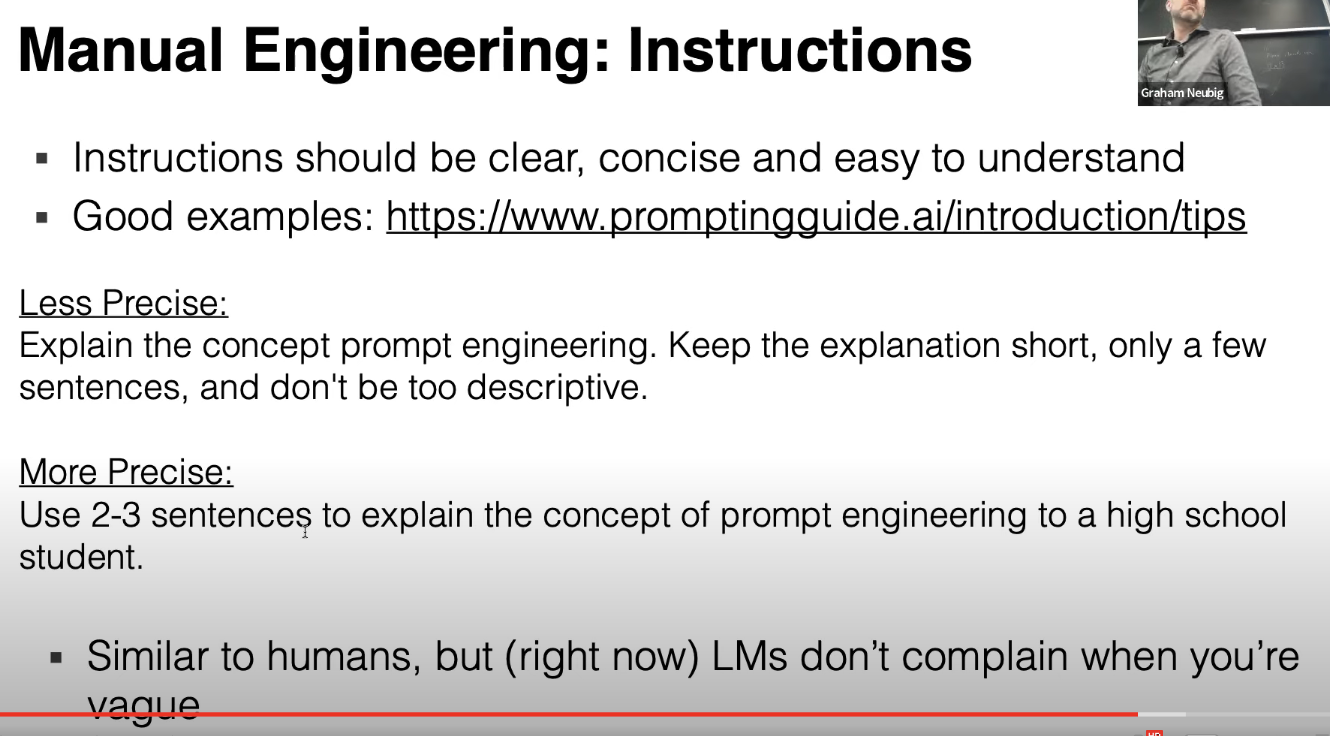 Manual Engineering: Instructions
Graham Neubig
▪ Instructions should be clear, concise and easy to understand
▪ Good examples: https://www.promptingguide.ai/introduction/tips
Less Precise:
Explain the concept prompt engineering. Keep the explanation short, only a few
sentences, and don't be too descriptive.
More Precise:
Use 2-3 sentences to explain the concept of prompt engineering to a high school
student.
▪ Similar to humans, but (right now) LMs don’t complain when you’re
vague
HD